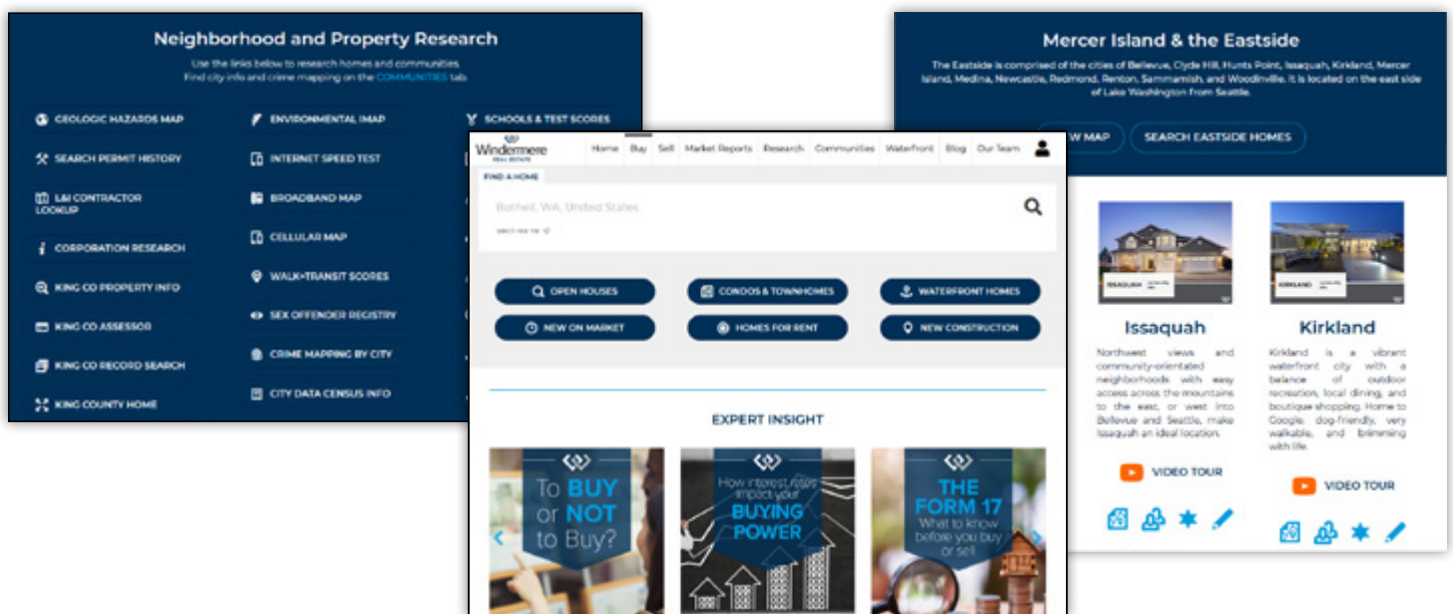 Neighborhood and Property Research
Use the links below to research homes and communities.
Find city info and crime mapping on the COMMUNITIES tab.
GEOLOGIC HAZARDS MAP
SEARCH PERMIT HISTORY
L&I CONTRACTOR
LOOKUP
CORPORATION RESEARCH
KING CO PROPERTY INFO
KING CO ASSESSOR
KING CO RECORD SEARCH
KING COUNTY HOME
ENVIRONMENTAL IMAP
INTERNET SPEED TEST
BROADBAND MAP
CELLULAR MAP
WALK+TRANSIT SCORES
SEX OFFENDER REGISTRY
CRIME MAPPING BY CITY
CITY DATA CENSUS INFO
SCHOOLS & TEST SCORES
Windermere
REAL ESTATE
Home Buy Sell Market Reports Research Communities Waterfront Blog Our Team
FIND A HOME
Bothell, WA, United States
OPEN HOUSES
CONDOS & TOWNHOMES
WATERFRONT HOMES
NEW ON MARKET
HOMES FOR RENT
NEW CONSTRUCTION
EXPERT INSIGHT
To BUY
or NOT
to Buy?
How interest rates
impact your
BUYING
POWER
THE
FORM 17
What to know
before you buy
or sell
Mercer Island & the Eastside
The Eastside is comprised of the cities of Bellevue, Clyde Hill, Hunts Point, Issaquah, Kirkland, Mercer
Island, Medina, Newcastle, Redmond, Renton, Sammamish, and Woodinville. It is located on the east side
of Lake Washington from Seattle.
W MAP
SEARCH EASTSIDE HOMES
ISSAQUAH
KIRKLAND
Issaquah
Northwest views and
community-orientated
neighborhoods with easy
access across the mountains
to the east, or west into
Bellevue and Seattle, make
Issaquah an ideal location.
VIDEO TOUR
Kirkland
Kirkland is a vibrant
waterfront city with a
balance of outdoor
recreation, local dining, and
boutique shopping. Home to
Google, dog-friendly, very
walkable, and brimming
with life.
VIDEO TOUR